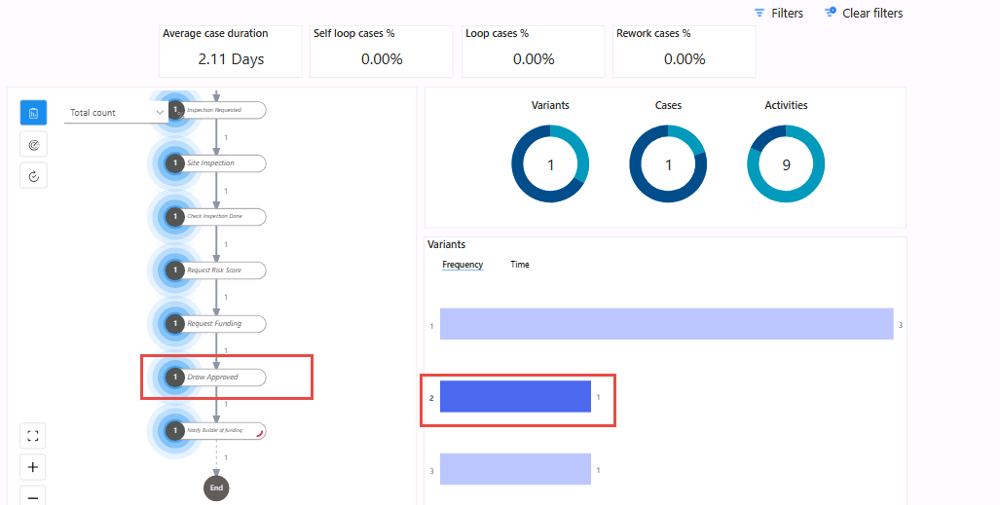 Filters
Clear filters
Average case duration
2.11 Days
Self loop cases %
0.00%
Loop cases %
0.00%
Rework cases %
0.00%
Total count
1 Inspection Requested
1
1 Site Inspection
1
1 Check Inspection Done
1
1 Request Risk Score
1
1 Request Funding
1
1 Draw Approved
1
1 Notify Builder of funding
1
End
Variants
1
Cases
1
Activities
9
Variants
Frequency
Time
1
3
2
1
3
1